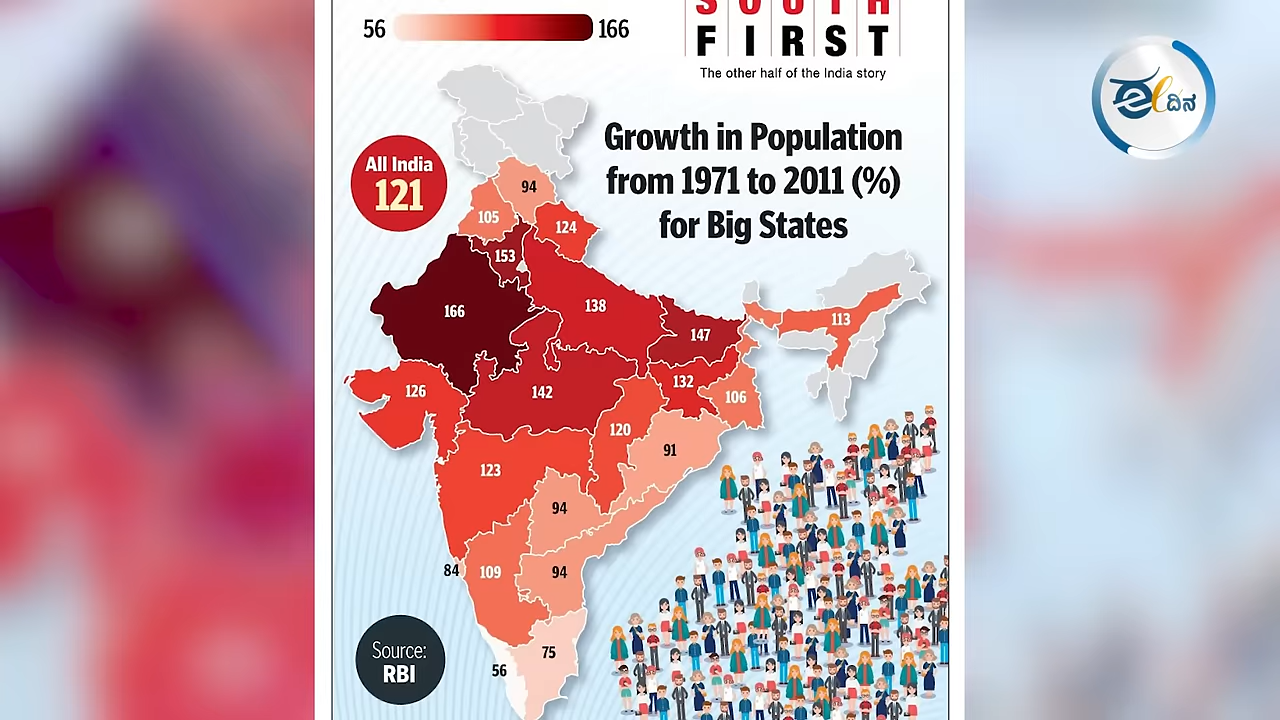 56
166
SOUTH
FIRST
The other half of the India story
ಈದಿನ
All India
121
Growth in Population
from 1971 to 2011 (%)
for Big States
94
105
124
153
166
138
147
113
126
142
132
106
120
91
123
94
84
109
94
75
56
Source:
RBI